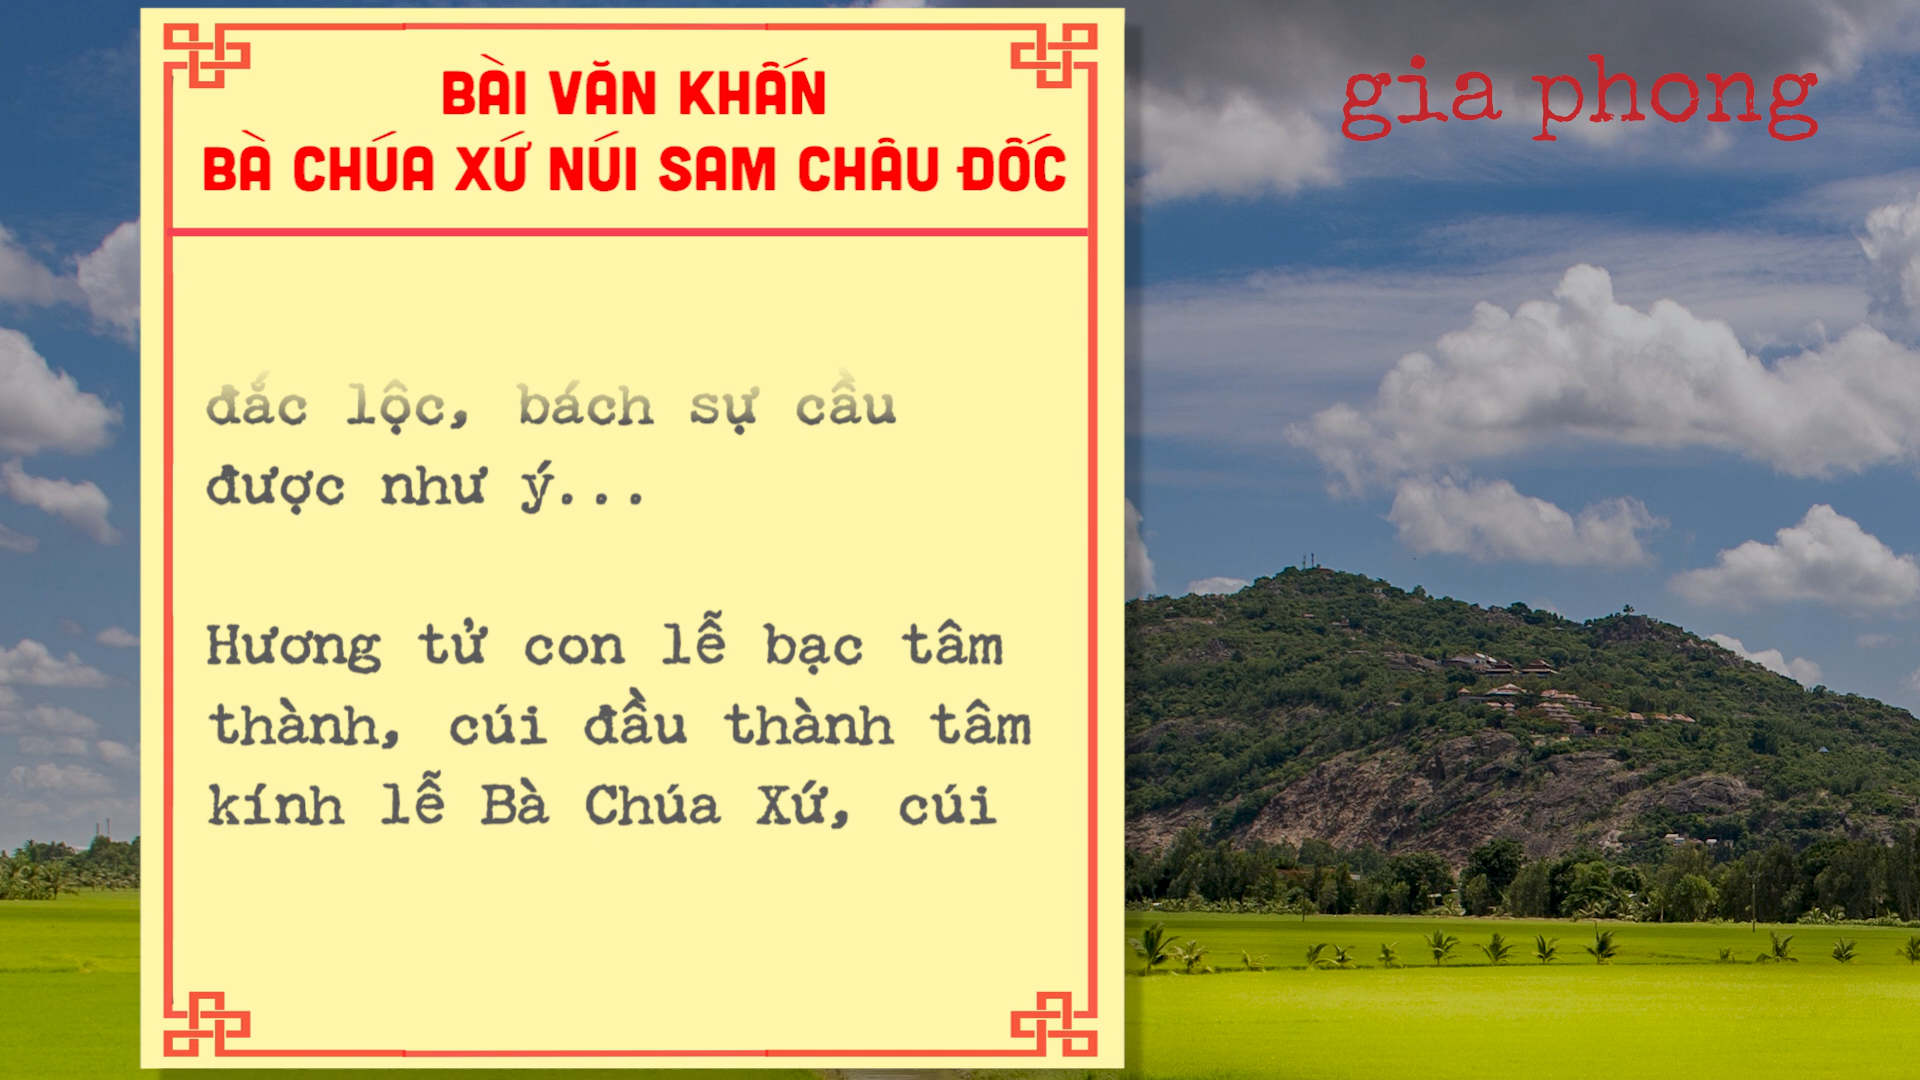 BÀI VĂN KHẤN
BÀ CHÚA XỨ NÚI SAM CHÂU ĐỐC
gia phong
đắc lộc, bách sự cầu
được như ý...
Hương tử con lễ bạc tâm
thành, cúi đầu thành tâm
kính lễ Bà Chúa Xứ, cúi